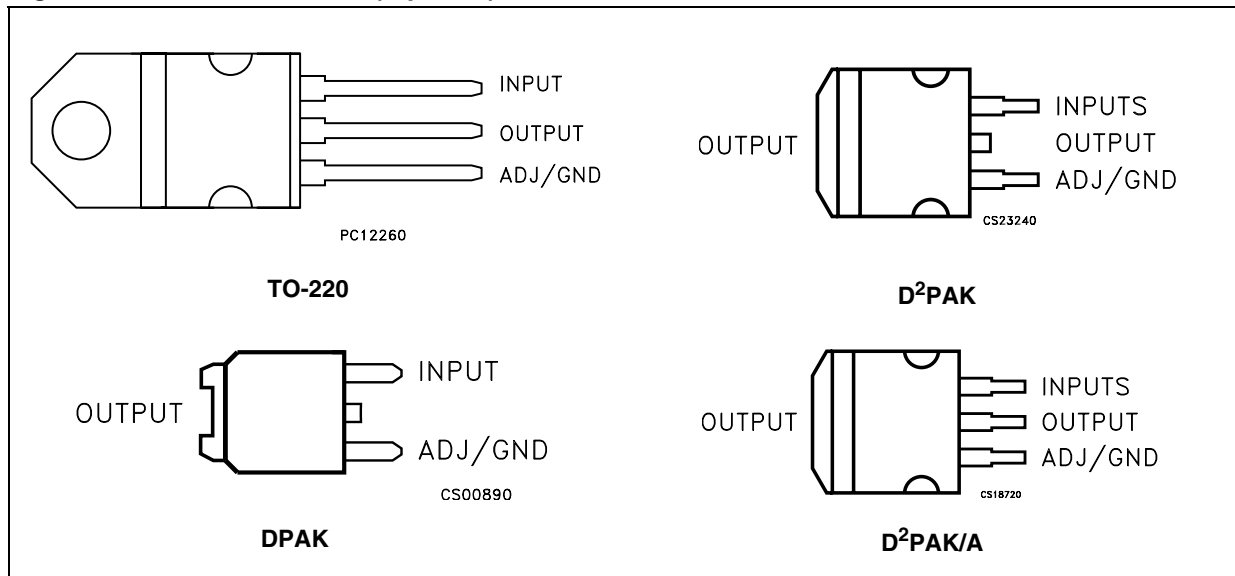 INPUT
OUTPUT
ADJ/GND
PC12260
TO-220
OUTPUT
INPUTS
OUTPUT
ADJ/GND
CS23240
D²PAK
OUTPUT
INPUT
ADJ/GND
CS00890
DPAK
OUTPUT
INPUTS
OUTPUT
ADJ/GND
CS18720
D²PAK/A